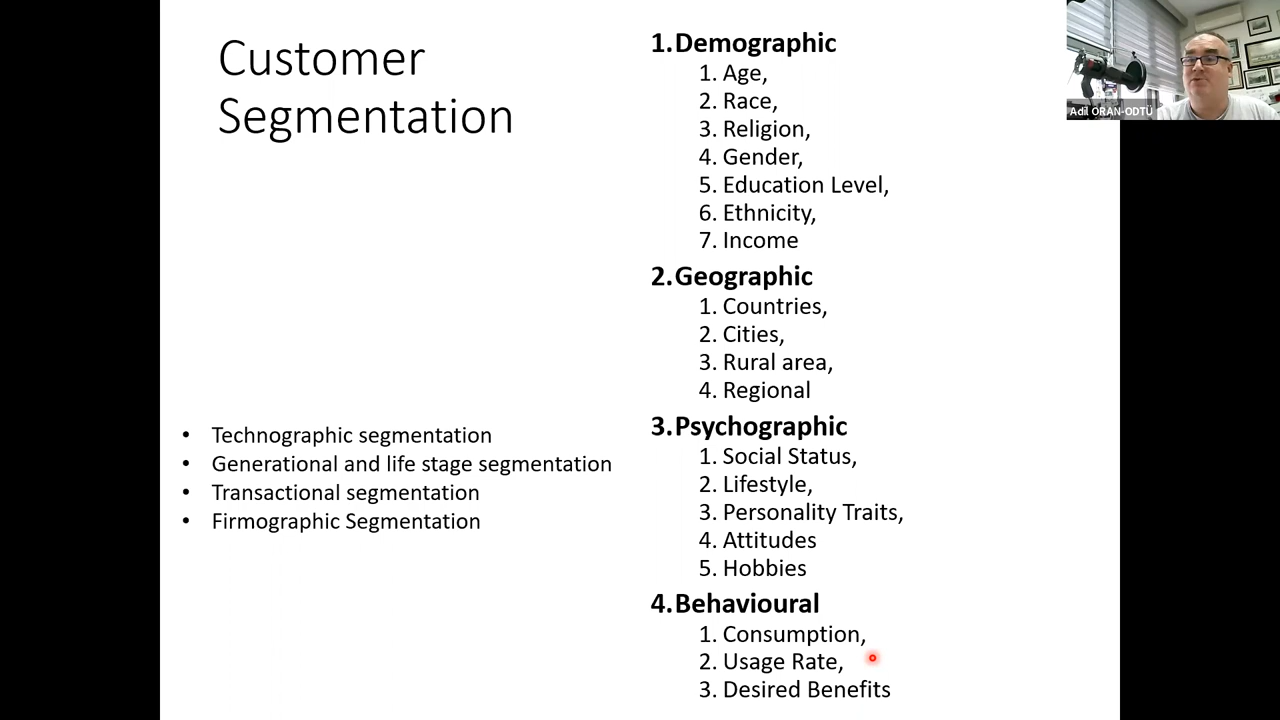 Customer
Segmentation
• Technographic segmentation
• Generational and life stage segmentation
• Transactional segmentation
• Firmographic Segmentation
1.Demographic
1. Age,
2. Race,
3. Religion,
4. Gender,
5. Education Level,
6. Ethnicity,
7. Income
2.Geographic
1. Countries,
2. Cities,
3. Rural area,
4. Regional
3.Psychographic
1. Social Status,
2. Lifestyle,
3. Personality Traits,
4. Attitudes
5. Hobbies
4.Behavioural
1. Consumption,
2. Usage Rate,
3. Desired Benefits
Adil ORAN-ODTÜ